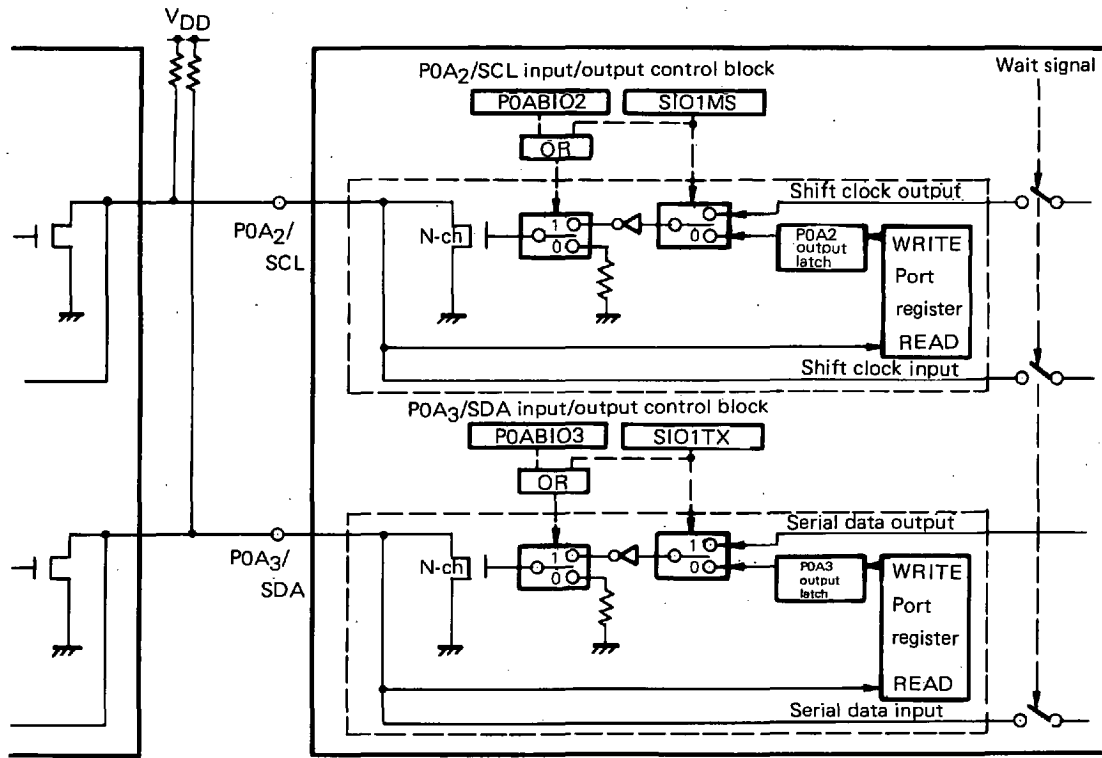 VDD
P0A2/SCL input/output control block
Wait signal
P0ABIO2
SIO1MS
OR
Shift clock output
1
0
0
N-ch
P0A2/
SCL
P0A2
output
latch
WRITE
Port
register
READ
Shift clock input
P0A3/SDA input/output control block
P0ABIO3
SIO1TX
OR
Serial data output
1
0
1
0
N-ch
P0A3/
SDA
P0A3
output
latch
WRITE
Port
register
READ
Serial data input